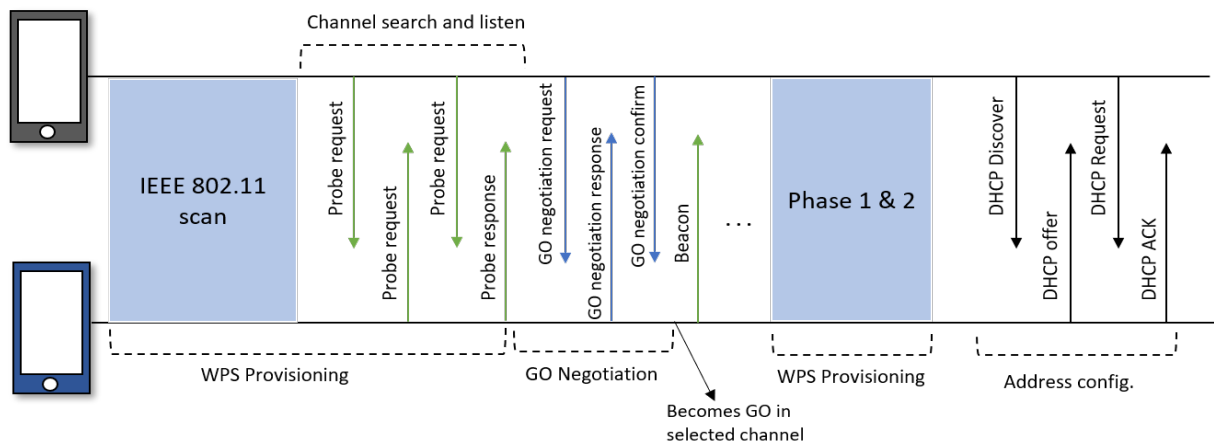 Channel search and listen
IEEE 802.11
scan
Probe request
Probe request
Probe request
Probe response
GO negotiation request
GO negotiation response
GO negotiation confirm
Beacon
...
Phase 1 & 2
DHCP Discover
DHCP offer
DHCP Request
DHCP ACK
WPS Provisioning
GO Negotiation
WPS Provisioning
Address config.
Becomes GO in
selected channel